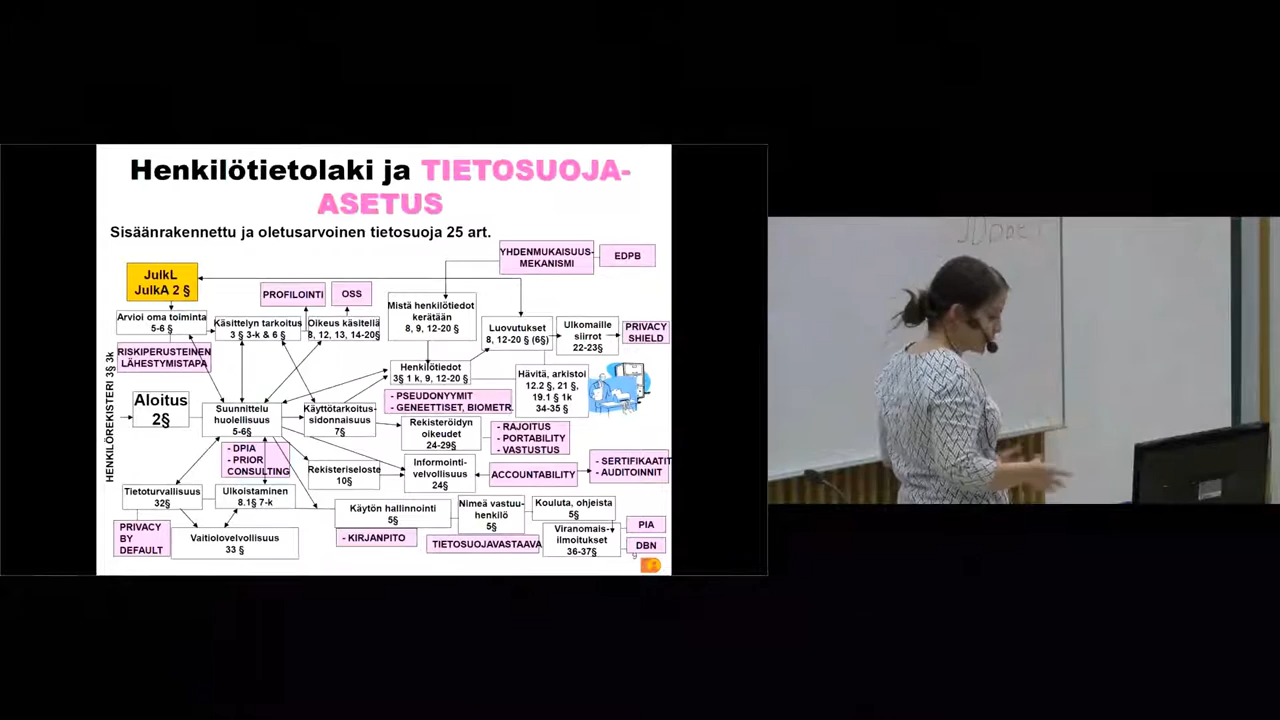 Henkilötietolaki ja TIETOSUOJA-
ASETUS
Sisäänrakennettu ja oletusarvoinen tietosuoja 25 art.
YHDENMUKAISUUS-
MEKANISMI
EDPB
JulkL
JulkA 2 §
PROFILOINTI
OSS
Mistä henkilötiedot
kerätään
8, 9, 12-20 §
Arvioi oma toiminta
5-6 §
Käsittelyn tarkoitus
3 § 3-k & 6 §
Oikeus käsitellä
8, 12, 13, 14-20§
Luovutukset
8, 12-20 § (6§)
Ulkomaille
siirrot
22-23§
PRIVACY
SHIELD
RISKIPERUSTEINEN
LÄHESTYMISTAPA
HENKILÖREKISTERI 3§ 3k
Henkilötiedot
3§ 1 k, 9, 12-20 §
Hävitä, arkistoi
12.2 §, 21 §,
19.1 § 1k
34-35 §
- PSEUDONYYMIT
- GENEETTISET, BIOMETR.
Aloitus
2§
Suunnittelu
huolellisuus
5-6§
Käyttötarkoitus-
sidonnaisuus
7§
Rekisteröidyn
oikeudet
24-29§
- RAJOITUS
- PORTABILITY
- VASTUSTUS
- DPIA
- PRIOR
CONSULTING
Rekisteriseloste
10§
Informointi-
velvollisuus
24§
ACCOUNTABILITY
- SERTIFIKAATIT
- AUDITOINNIT
Tietoturvallisuus
32§
Ulkoistaminen
8.1§ 7-k
Käytön hallinnointi
5§
Nimeä vastuu-
henkilö
5§
Kouluta, ohjeista
5§
PRIVACY
BY
DEFAULT
Vaitiolovelvollisuus
33 §
- KIRJANPITO
TIETOSUOJAVASTAAVA
Viranomais-
ilmoitukset
36-37§
PIA
DBN
9